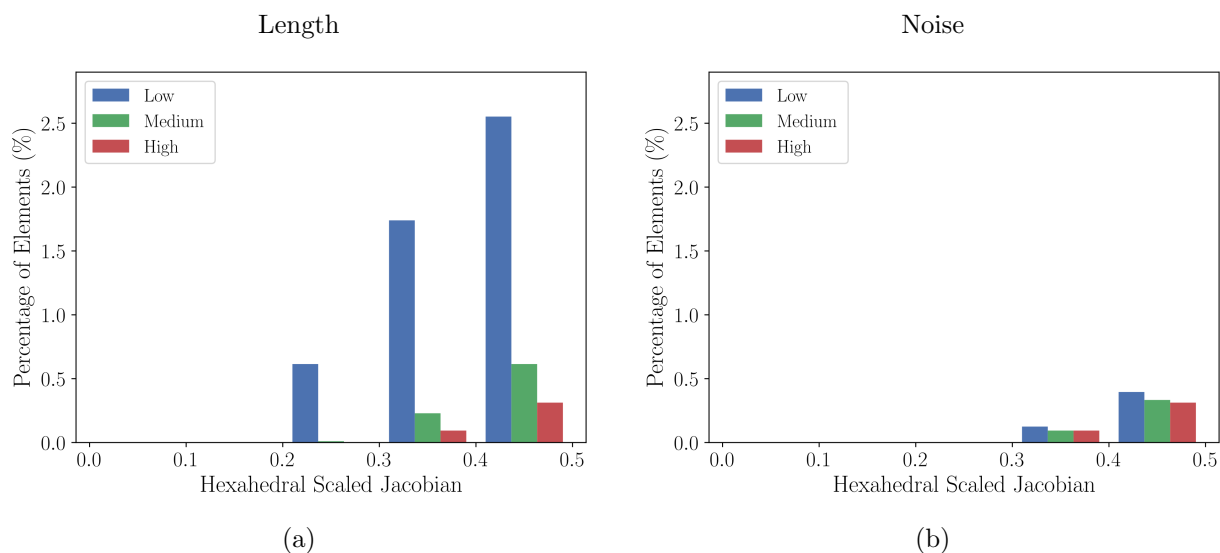 Length
Low
Medium
High
Percentage of Elements (%)
2.5
2.0
1.5
1.0
0.5
0.0
0.0 0.1 0.2 0.3 0.4 0.5
Hexahedral Scaled Jacobian
(a)
Noise
Low
Medium
High
Percentage of Elements (%)
2.5
2.0
1.5
1.0
0.5
0.0
0.0 0.1 0.2 0.3 0.4 0.5
Hexahedral Scaled Jacobian
(b)